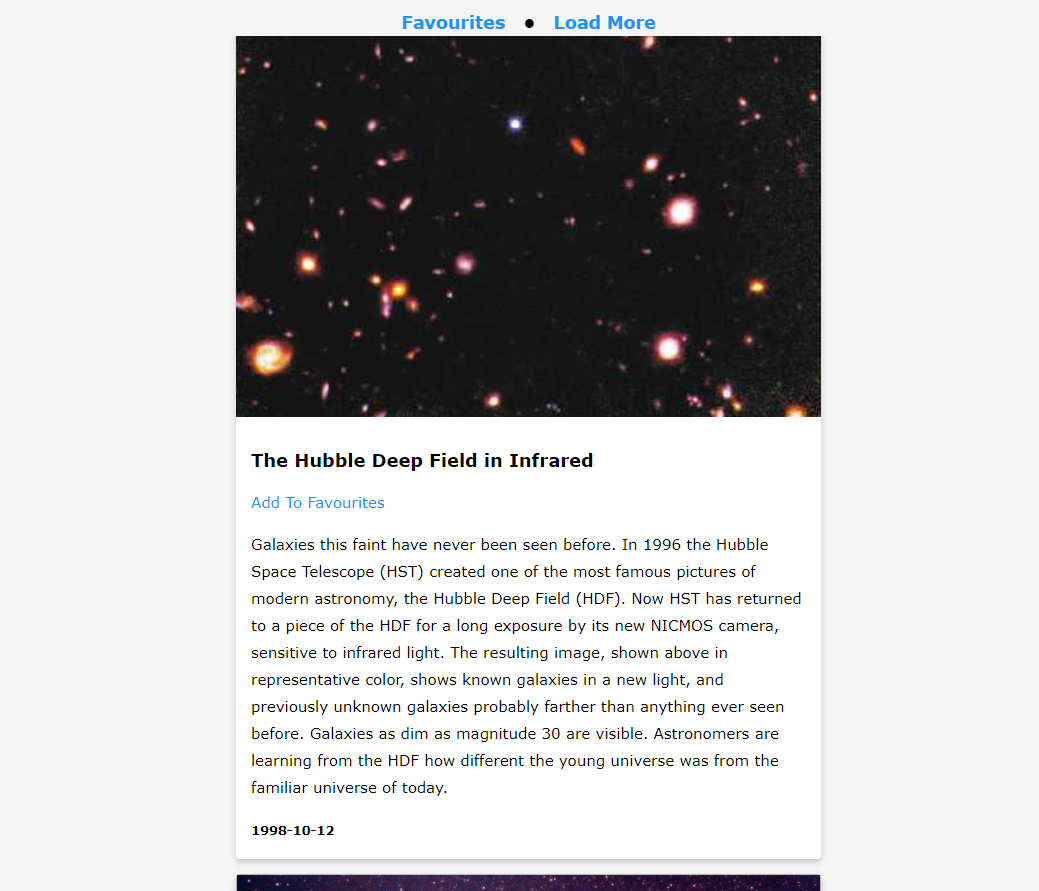 Favourites ● Load More
The Hubble Deep Field in Infrared
Add To Favourites
Galaxies this faint have never been seen before. In 1996 the Hubble
Space Telescope (HST) created one of the most famous pictures of
modern astronomy, the Hubble Deep Field (HDF). Now HST has returned
to a piece of the HDF for a long exposure by its new NICMOS camera,
sensitive to infrared light. The resulting image, shown above in
representative color, shows known galaxies in a new light, and
previously unknown galaxies probably farther than anything ever seen
before. Galaxies as dim as magnitude 30 are visible. Astronomers are
learning from the HDF how different the young universe was from the
familiar universe of today.
1998-10-12